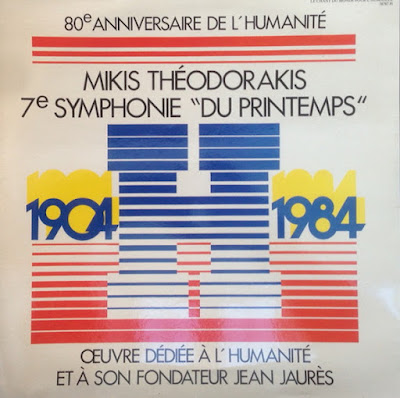 80e ANNIVERSAIRE DE L'HUMANITÉ
MIKIS THÉODORAKIS
7e SYMPHONIE "DU PRINTEMPS"
1904 H 1984
ŒUVRE DÉDIÉE À L'HUMANITÉ
ET À SON FONDATEUR JEAN JAURÈS